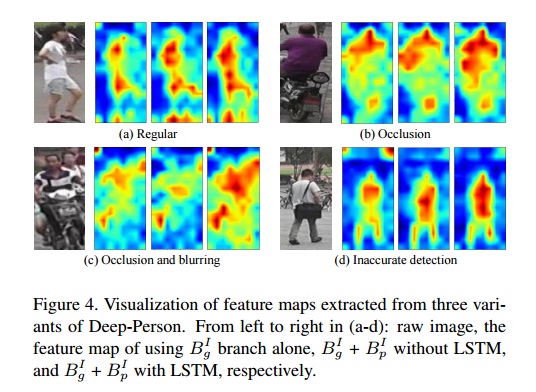 (a) Regular
(b) Occlusion
(c) Occlusion and blurring
(d) Inaccurate detection
Figure 4. Visualization of feature maps extracted from three vari-
ants of Deep-Person. From left to right in (a-d): raw image, the
feature map of using $B_g^I$ branch alone, $B_g^I$ + $B_p^I$ without LSTM,
and $B_g^I$ + $B_p^I$ with LSTM, respectively.